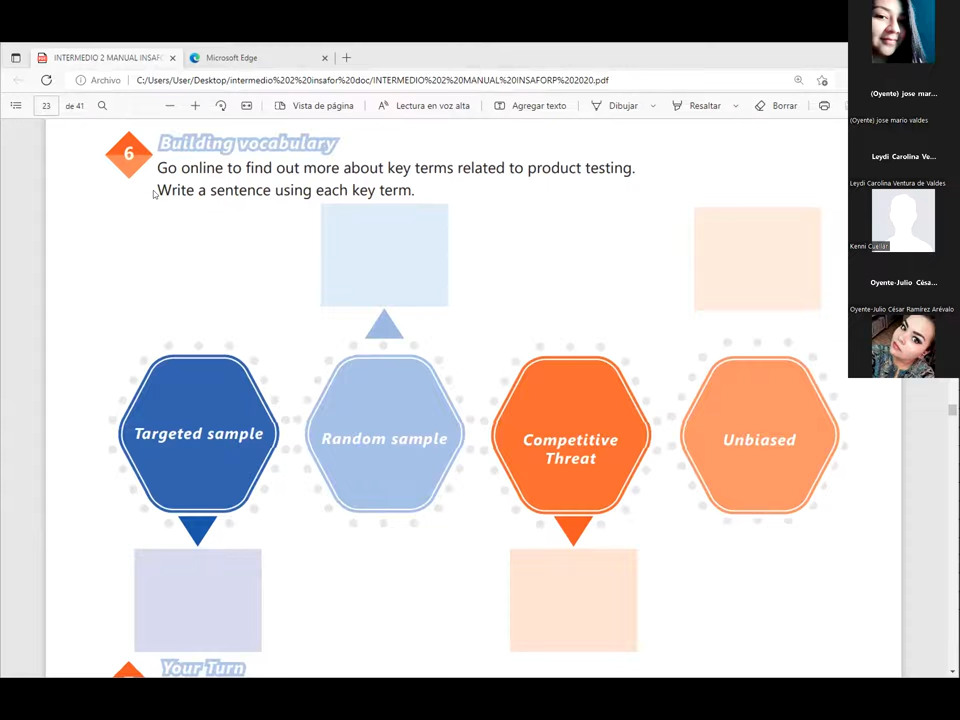 INTERMEDIO 2 MANUAL INSAFO
Microsoft Edge
Archivo
C:/Users/User/Desktop/intermedio%202%20insafor%20doc/INTERMEDIO%202%20MANUAL%20INSAFORP%202020.pdf
23
de 41
Vista de página
Lectura en voz alta
Agregar texto
Dibujar
Resaltar
Borrar
6
Building vocabulary
Go online to find out more about key terms related to product testing.
Write a sentence using each key term.
Targeted sample
Random sample
Competitive
Threat
Unbiased
Your Turn
(Oyente) jose mar...
(Oyente) jose mario valdes
Leydi Carolina Ve...
Leydi Carolina Ventura de Valdes
Kenni Cuellar
Oyente-Julio Césa...
Oyente-Julio César Ramírez Arévalo